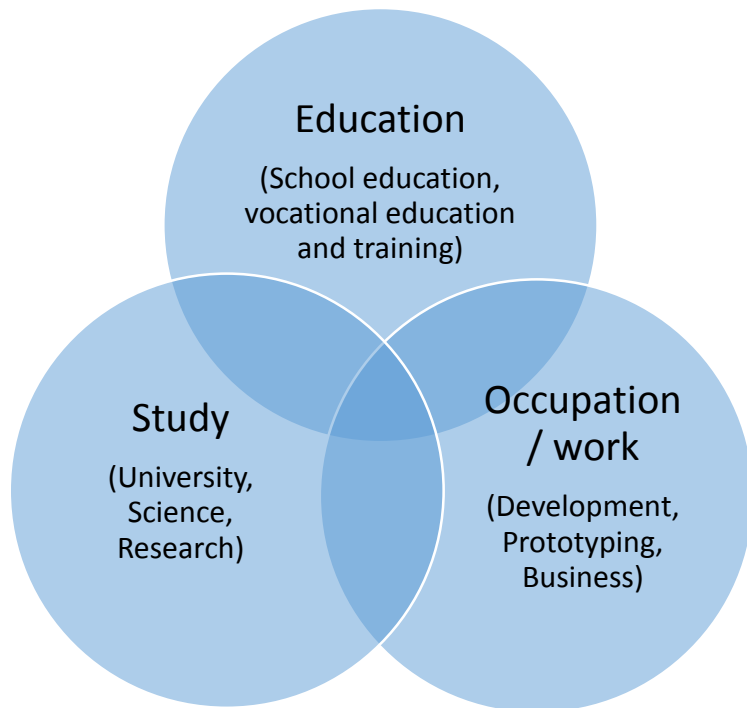 Education
(School education,
vocational education
and training)
Study
(University,
Science,
Research)
Occupation
/ work
(Development,
Prototyping,
Business)